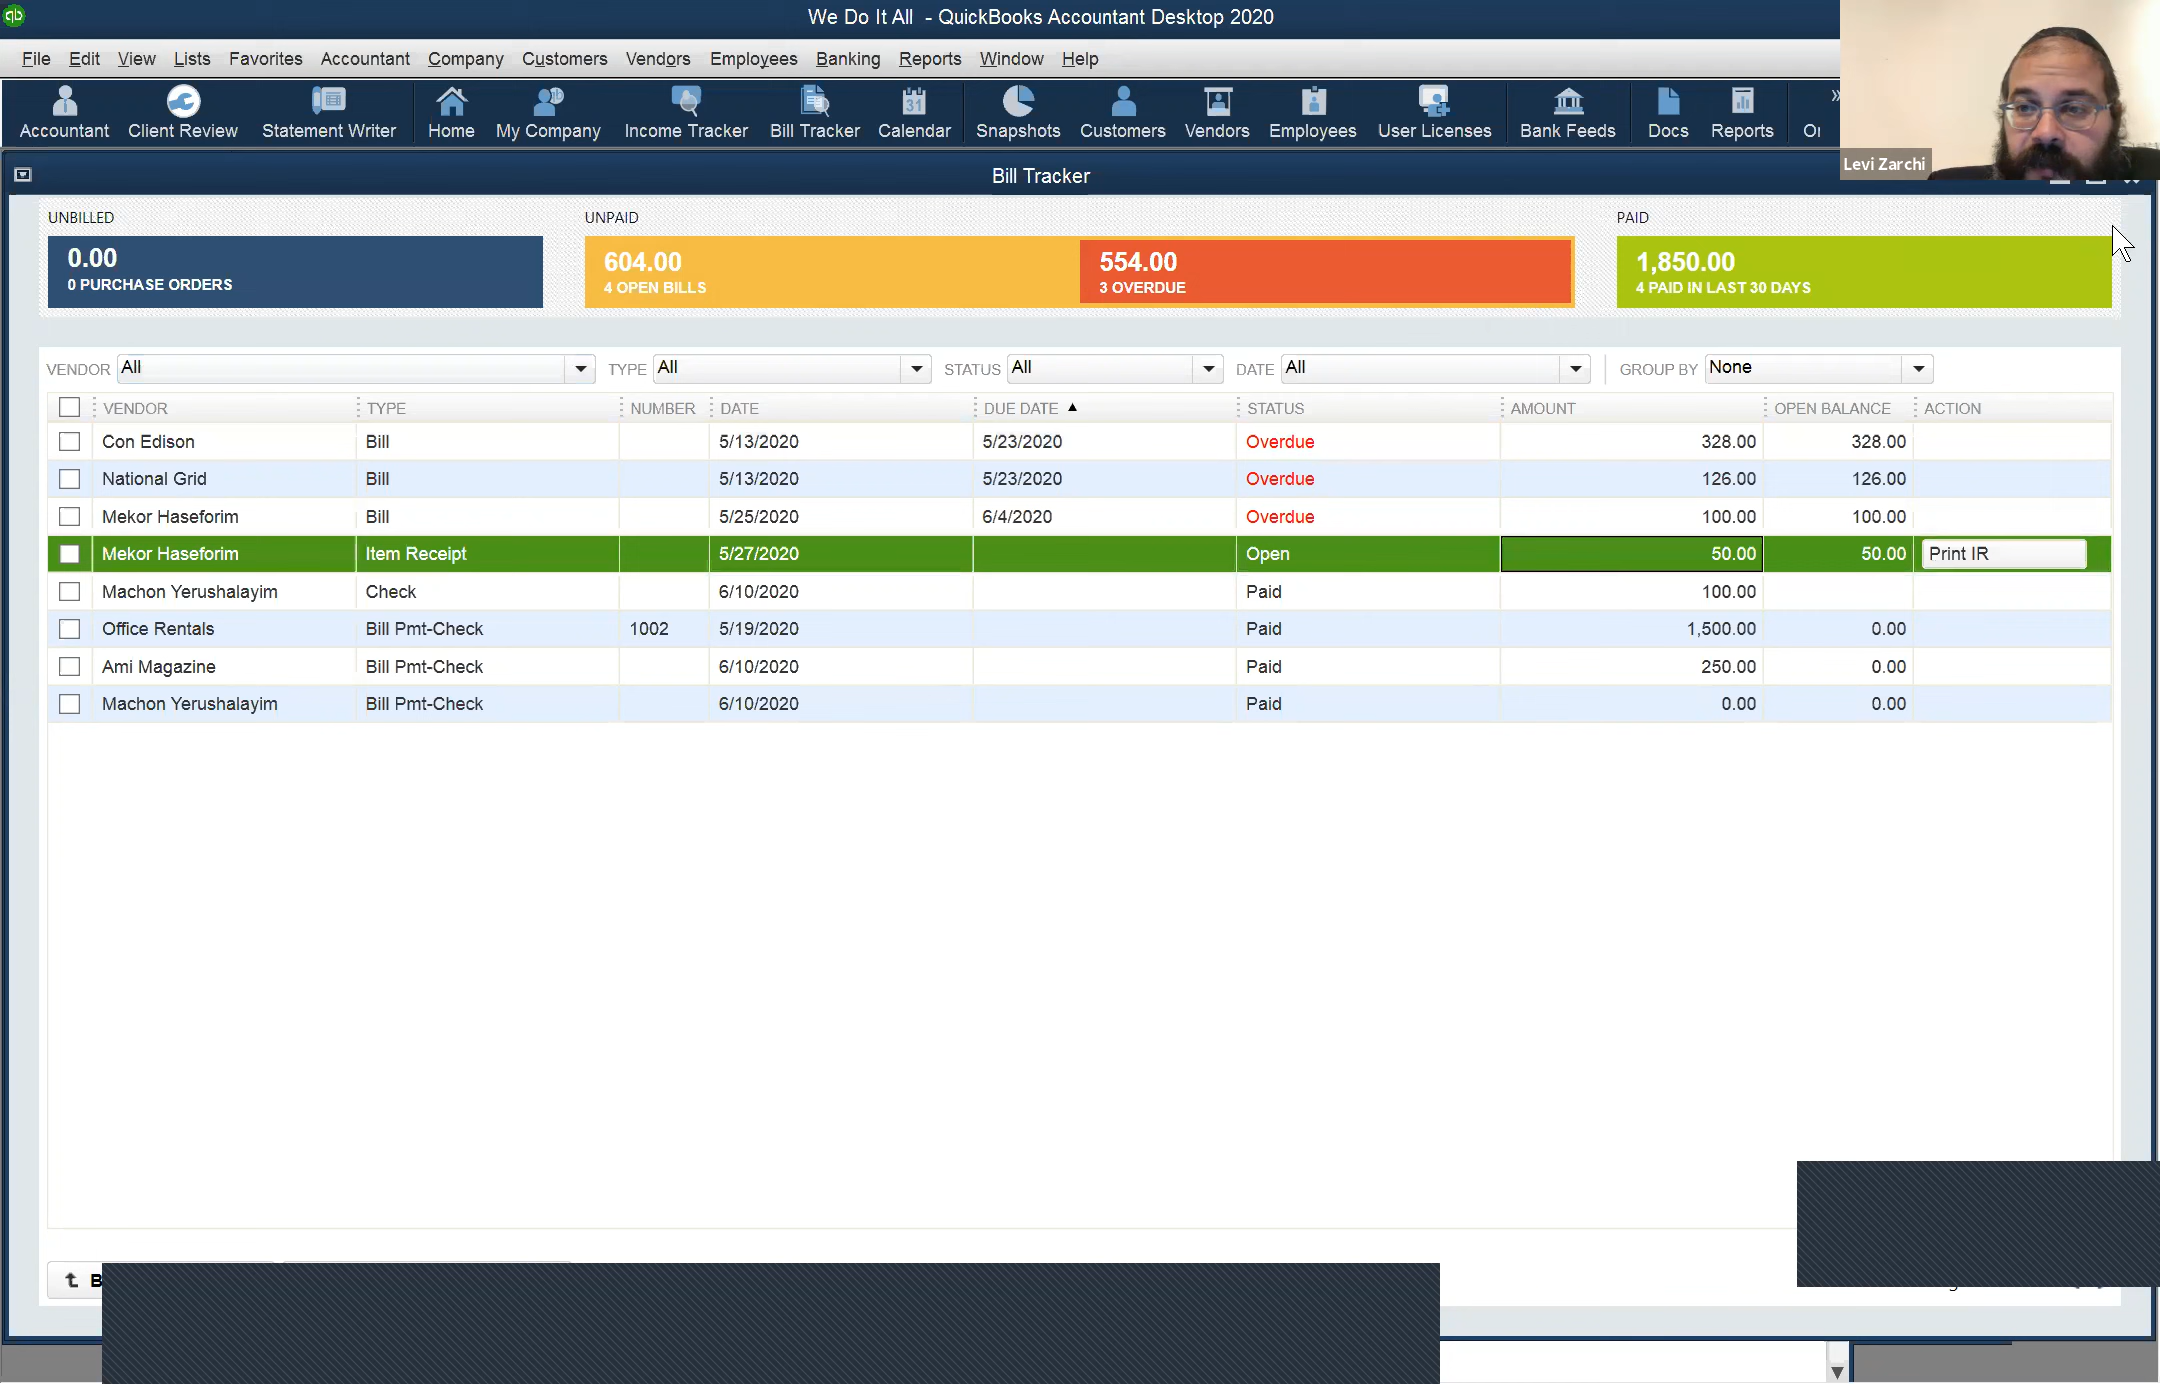 qb
We Do It All - QuickBooks Accountant Desktop 2020
File Edit View Lists Favorites Accountant Company Customers Vendors Employees Banking Reports Window Help
Accountant Client Review Statement Writer Home My Company Income Tracker Bill Tracker 31 Calendar Snapshots Customers Vendors Employees User Licenses Bank Feeds Docs Reports
Levi Zarchi
Bill Tracker
UNBILLED UNPAID PAID
0.00 604.00 554.00 1,850.00
0 PURCHASE ORDERS 4 OPEN BILLS 3 OVERDUE 4 PAID IN LAST 30 DAYS
VENDOR All TYPE All STATUS All DATE All GROUP BY None
VENDOR TYPE NUMBER DATE DUE DATE STATUS AMOUNT OPEN BALANCE ACTION
Con Edison Bill 5/13/2020 5/23/2020 Overdue 328.00 328.00
National Grid Bill 5/13/2020 5/23/2020 Overdue 126.00 126.00
Mekor Haseforim Bill 5/25/2020 6/4/2020 Overdue 100.00 100.00
Mekor Haseforim Item Receipt 5/27/2020 Open 50.00 50.00 Print IR
Machon Yerushalayim Check 6/10/2020 Paid 100.00
Office Rentals Bill Pmt-Check 1002 5/19/2020 Paid 1,500.00 0.00
Ami Magazine Bill Pmt-Check 6/10/2020 Paid 250.00 0.00
Machon Yerushalayim Bill Pmt-Check 6/10/2020 Paid 0.00 0.00